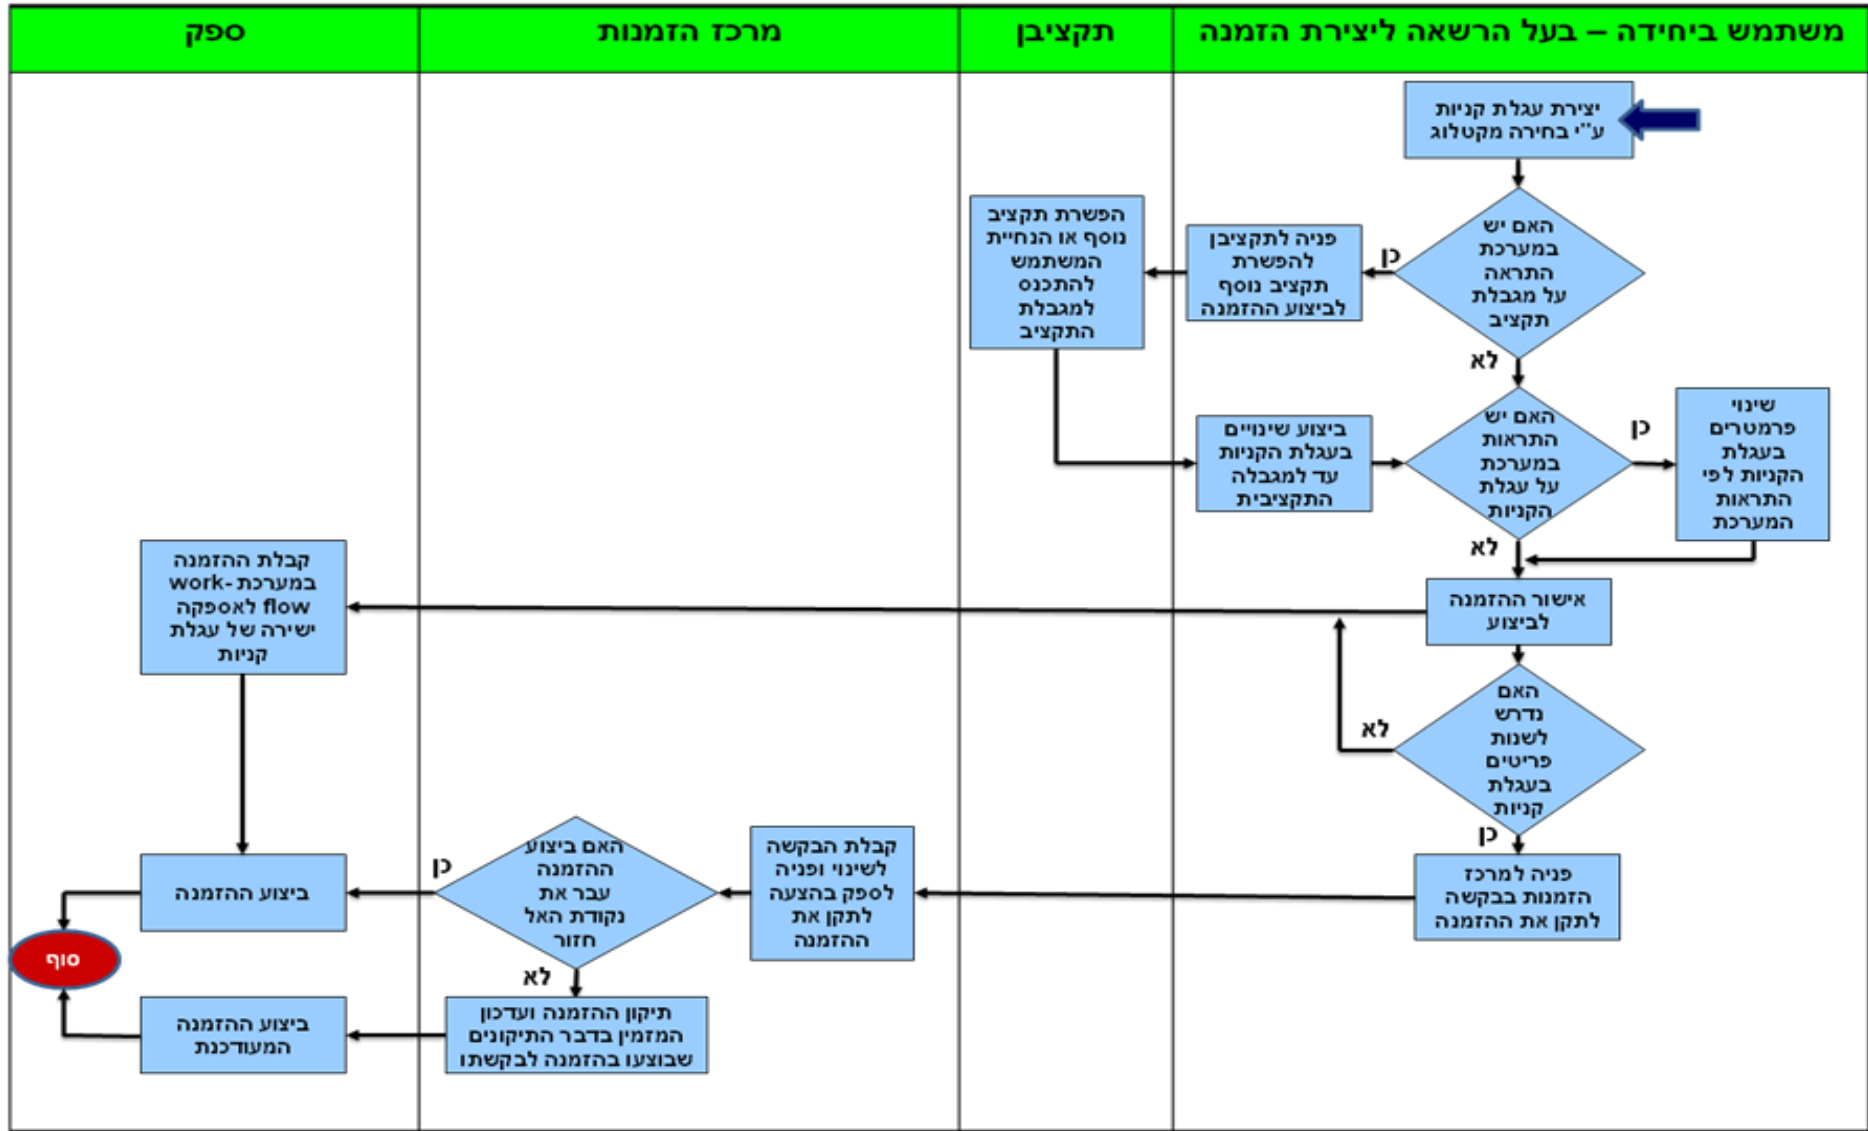 משתמש ביחידה – בעל הרשאה ליצירת הזמנה
תקציבן
מרכז הזמנות
ספק
יצירת עגלת קניות
ע"י בחירה מקטלוג
האם יש
במערכת
התראה
על מגבלת
תקציב
כן
פניה לתקציבן
להפשרת
תקציב נוסף
לביצוע ההזמנה
הפשרת תקציב
נוסף או הנחיית
המשתמש
להתכנס
למגבלת
התקציב
לא
האם יש
התראות
במערכת
על עגלת
הקניות
כן
שינוי
פרמטרים
בעגלת
הקניות לפי
התראות
המערכת
ביצוע שינויים
בעגלת הקניות
עד למגבלה
התקציבית
לא
אישור ההזמנה
לביצוע
קבלת ההזמנה
במערכת work-
flow לאספקה
ישירה של עגלת
קניות
האם
נדרש
לשנות
פריטים
בעגלת
קניות
לא
כן
פניה למרכז
הזמנות בבקשה
לתקן את ההזמנה
קבלת הבקשה
לשינוי ופניה
לספק בהצעה
לתקן את
ההזמנה
האם ביצוע
ההזמנה
עבר את
נקודת האל
חזור
כן
ביצוע ההזמנה
סוף
לא
תיקון ההזמנה ועדכון
המזמין בדבר התיקונים
שבוצעו בהזמנה לבקשתו
ביצוע ההזמנה
המעודכנת